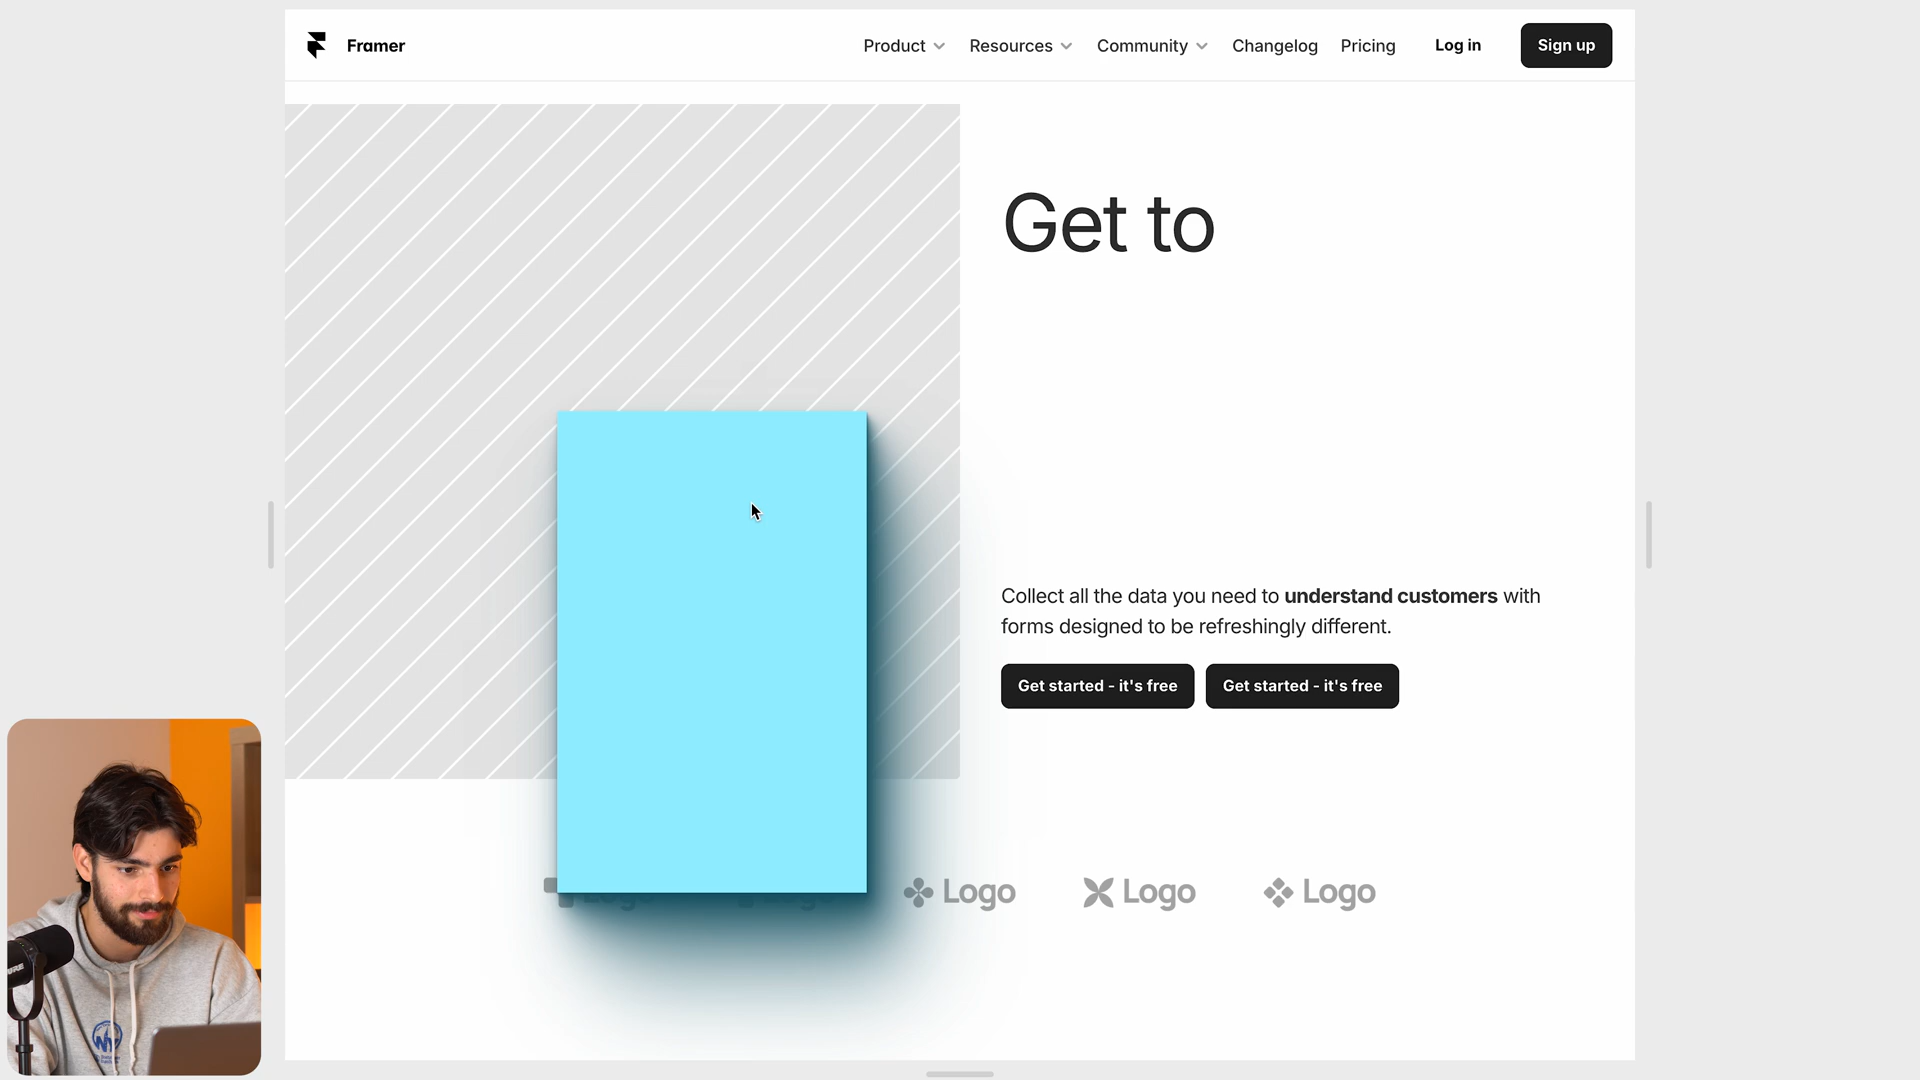 Framer
Product
Resources
Community
Changelog
Pricing
Log in
Sign up
Get to
Collect all the data you need to understand customers with
forms designed to be refreshingly different.
Get started - it's free
Get started - it's free
Logo
Logo
Logo
Logo
Logo